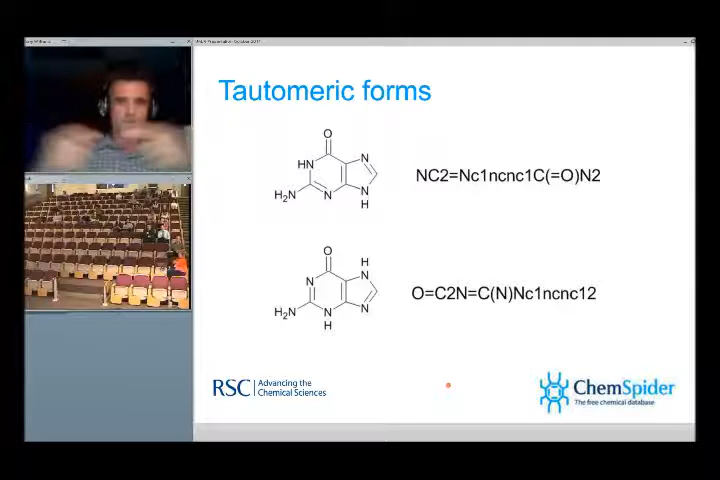 Tautomeric forms
O
HN
N
H₂N
N
N
H
NC2=Nc1ncnc1C(=O)N2
O
H
N
N
H₂N
N
N
H
O=C2N=C(N)Nc1ncnc12
RSC
Advancing the
Chemical Sciences
ChemSpider
The free chemical database